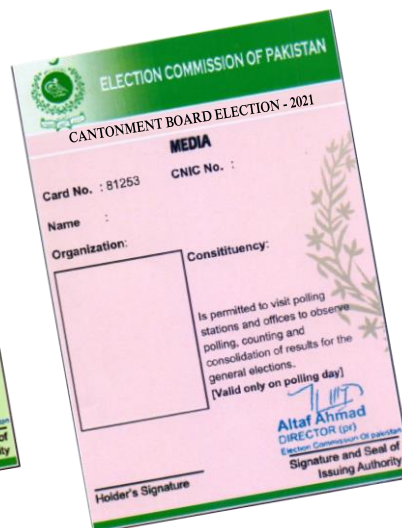 ELECTION COMMISSION OF PAKISTAN
CANTONMENT BOARD ELECTION - 2021
MEDIA
Card No. : 81253
CNIC No. :
Name :
Organization:
Consitituency:
Is permitted to visit polling
stations and offices to observe
polling, counting and
consolidation of results for the
general elections.
[Valid only on polling day]
Altaf Ahmad
DIRECTOR (pr)
Election Commission Of pakistan
Signature and Seal of
Issuing Authority
Holder's Signature
of
ity